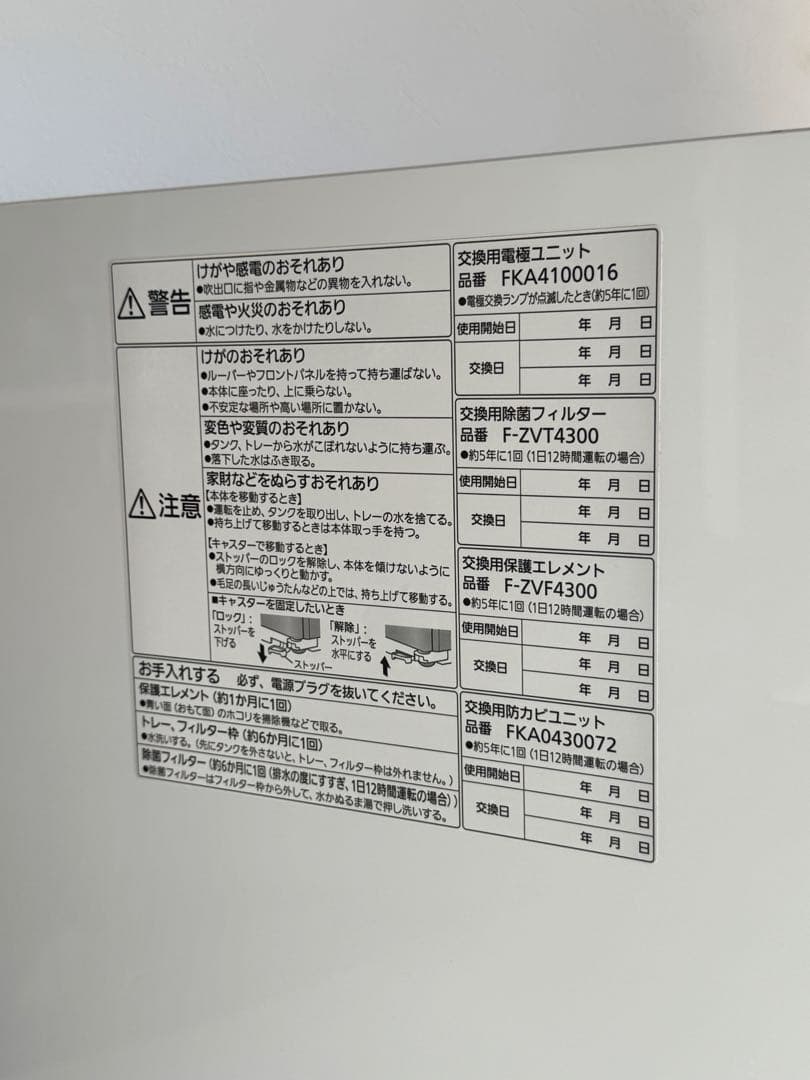 警告
けがや感電のおそれあり
●吹出口に指や金属物などの異物を入れない。
感電や火災のおそれあり
●水につけたり、水をかけたりしない。
注意
けがのおそれあり
●ルーバーやフロントパネルを持って持ち運ばない。
●本体に座ったり、上に乗らない。
●不安定な場所や高い場所に置かない。
変色や変質のおそれあり
●タンク、トレーから水がこぼれないように持ち運ぶ。
●落下した水はふき取る。
家財などをぬらすおそれあり
【本体を移動するとき】
●運転を止め、タンクを取り出し、トレーの水を捨てる。
●持ち上げて移動するときは本体取っ手を持つ。
【キャスターで移動するとき】
●ストッパーのロックを解除し、本体を傾けないように
横方向にゆっくりと動かす。
●毛足の長いじゅうたんなどの上では、持ち上げて移動する。
■キャスターを固定したいとき
「ロック」:
ストッパーを
下げる
ストッパー
「解除」:
ストッパーを
水平にする
お手入れする 必ず、電源プラグを抜いてください。
保護エレメント(約1か月に1回)
●青い面(おもて面)のホコリを掃除機などで取る。
トレー、フィルター枠(約6か月に1回)
●水洗いする。(先にタンクを外さないと、トレー、フィルター枠は外れません。)
除菌フィルター(約6か月に1回(排水の度にすすぎ、1日12時間運転の場合))
●除菌フィルターはフィルター枠から外して、水かぬるま湯で押し洗いする。
交換用電極ユニット
品番 FKA4100016
●電極交換ランプが点滅したとき(約5年に1回)
使用開始日 年 月 日
交換日
年 月 日
年 月 日
交換用除菌フィルター
品番 F-ZVT4300
●約5年に1回(1日12時間運転の場合)
使用開始日 年 月 日
交換日
年 月 日
年 月 日
交換用保護エレメント
品番 F-ZVF4300
●約5年に1回(1日12時間運転の場合)
使用開始日 年 月 日
交換日
年 月 日
年 月 日
交換用防カビユニット
品番 FKA0430072
●約5年に1回(1日12時間運転の場合)
使用開始日 年 月 日
交換日
年 月 日
年 月 日